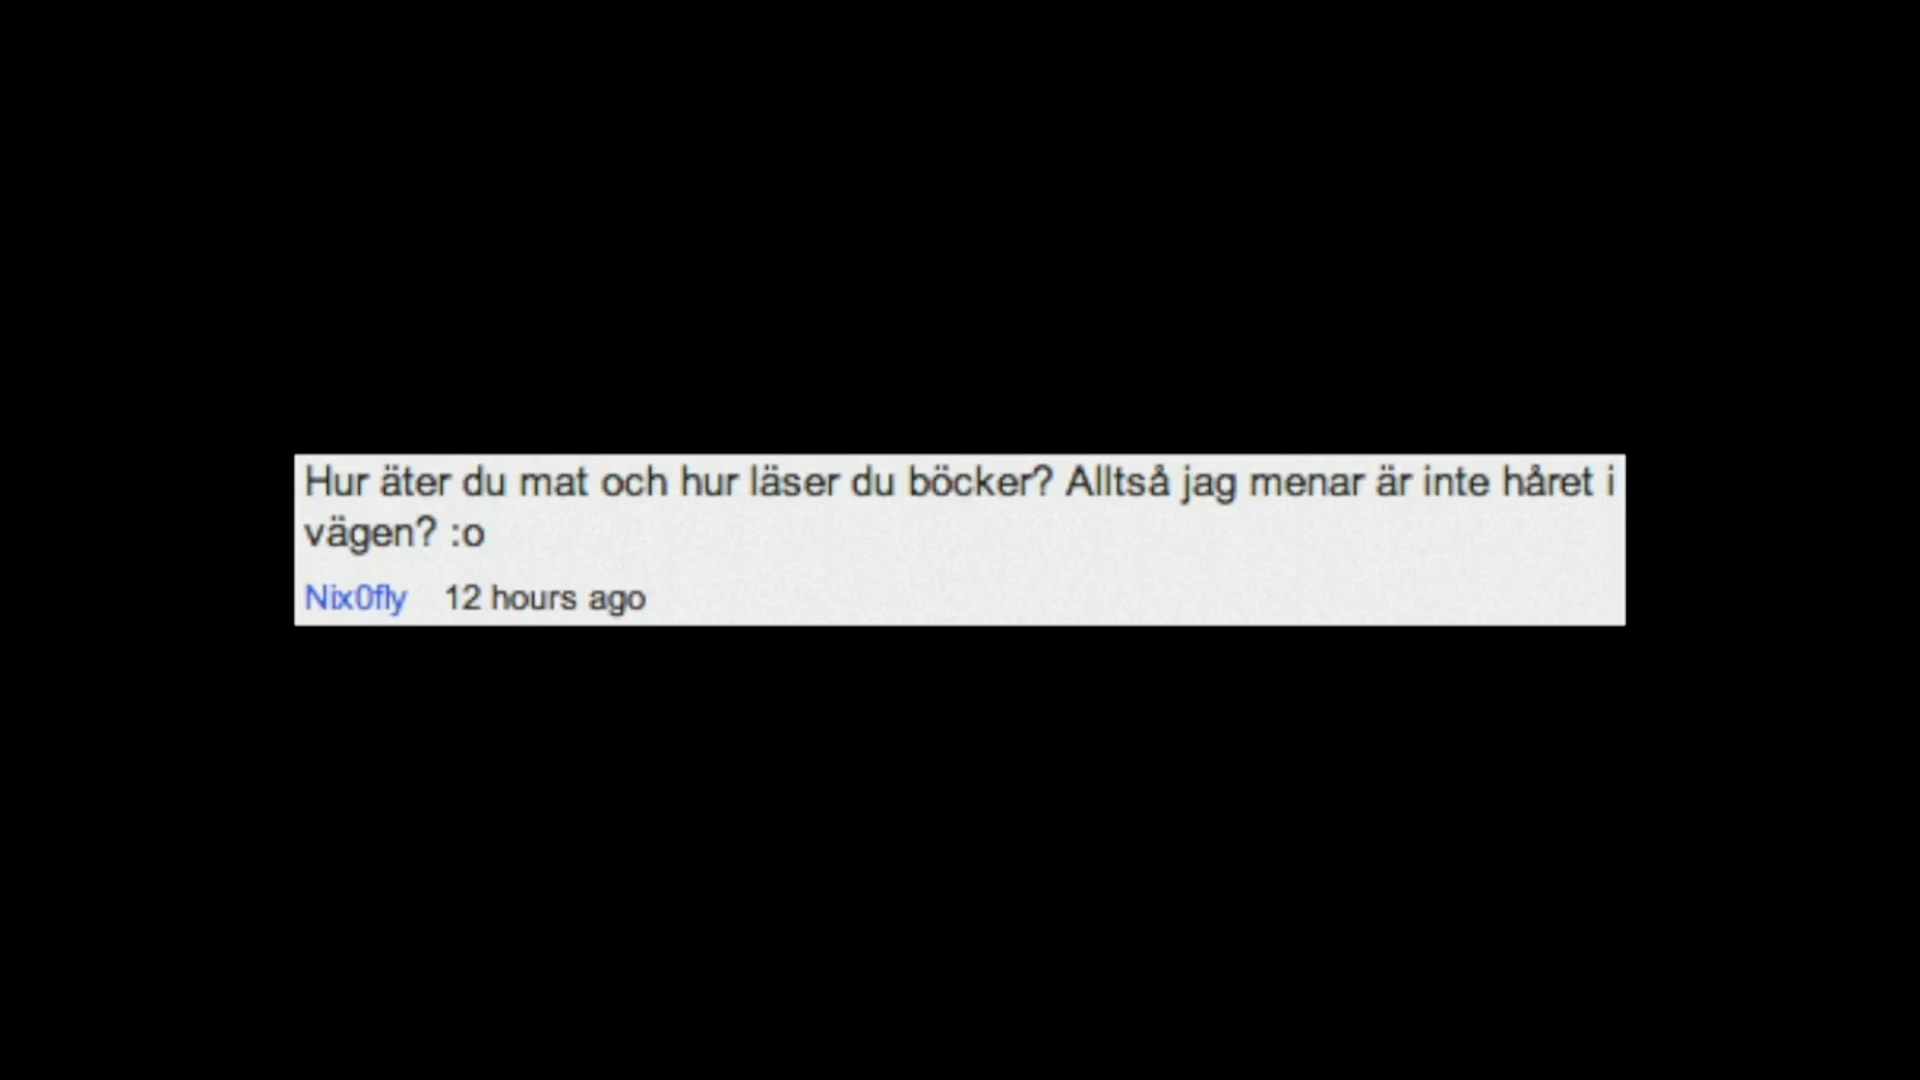 Hur äter du mat och hur läser du böcker? Alltså jag menar är inte håret i
vägen? :o
Nix0fly 12 hours ago